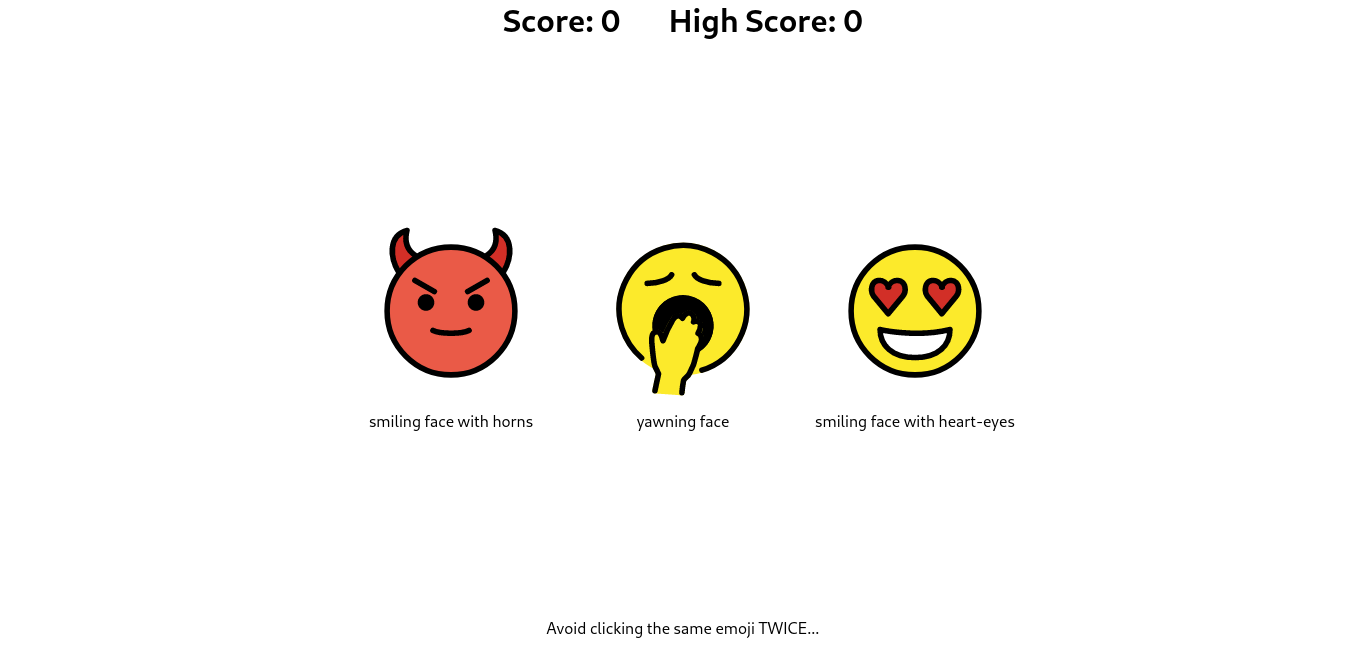 Score: 0 High Score: 0
smiling face with horns
yawning face
smiling face with heart-eyes
Avoid clicking the same emoji TWICE...